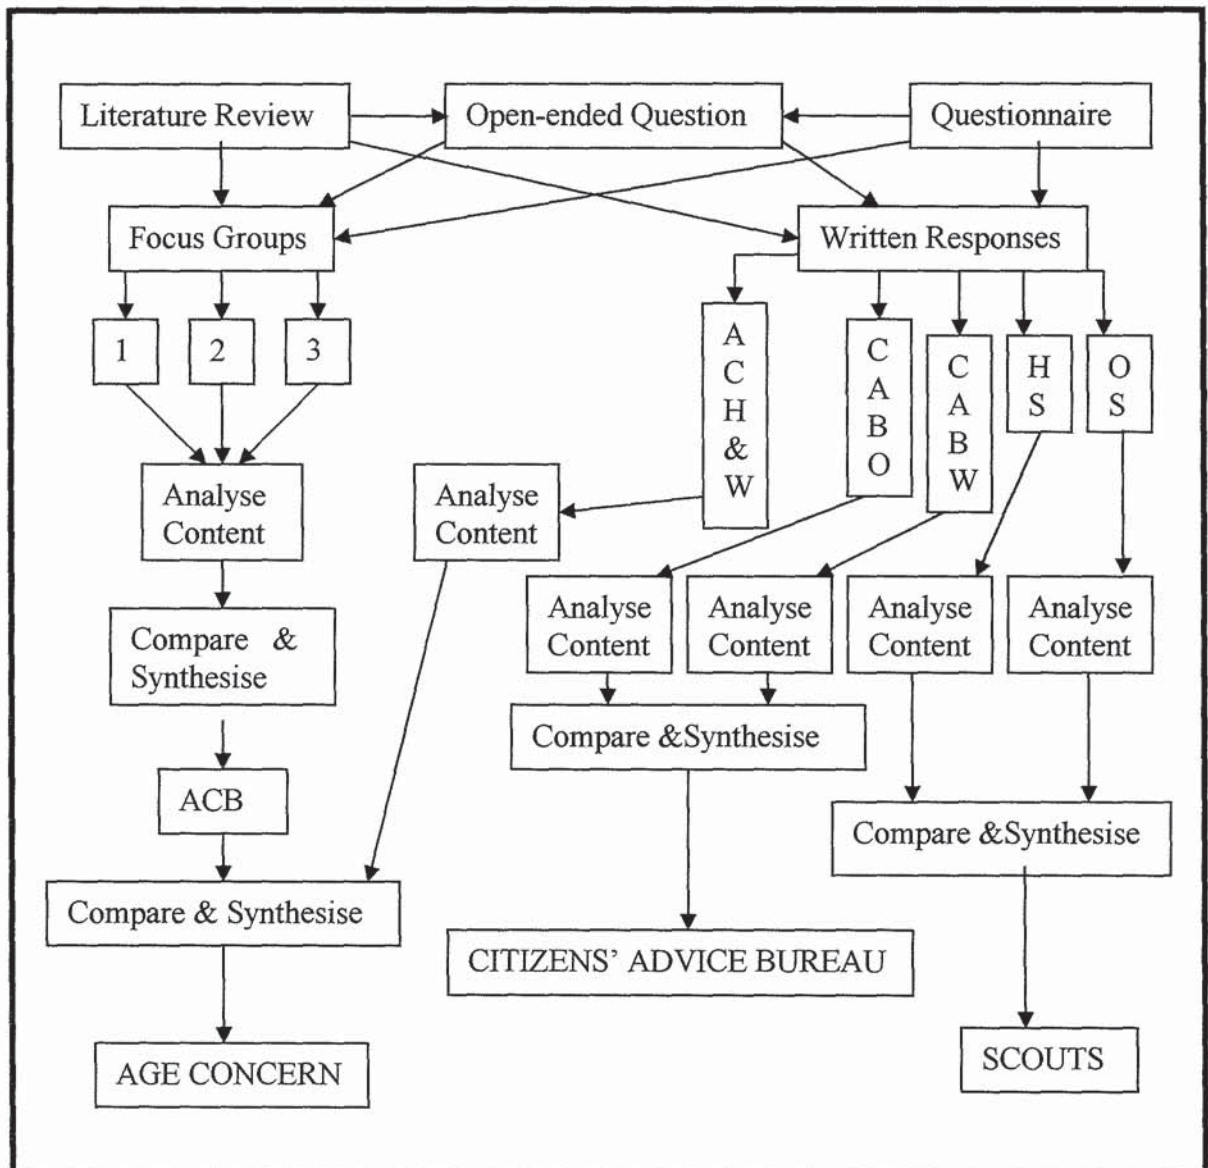 Literature Review
Open-ended Question
Questionnaire
Focus Groups
Written Responses
1
2
3
A
C
H
&
W
C
A
B
O
C
A
B
W
H
S
O
S
Analyse
Content
Analyse
Content
Analyse
Content
Analyse
Content
Analyse
Content
Analyse
Content
Compare &
Synthesise
Compare &Synthesise
ACB
Compare &Synthesise
Compare & Synthesise
CITIZENS’ ADVICE BUREAU
AGE CONCERN
SCOUTS